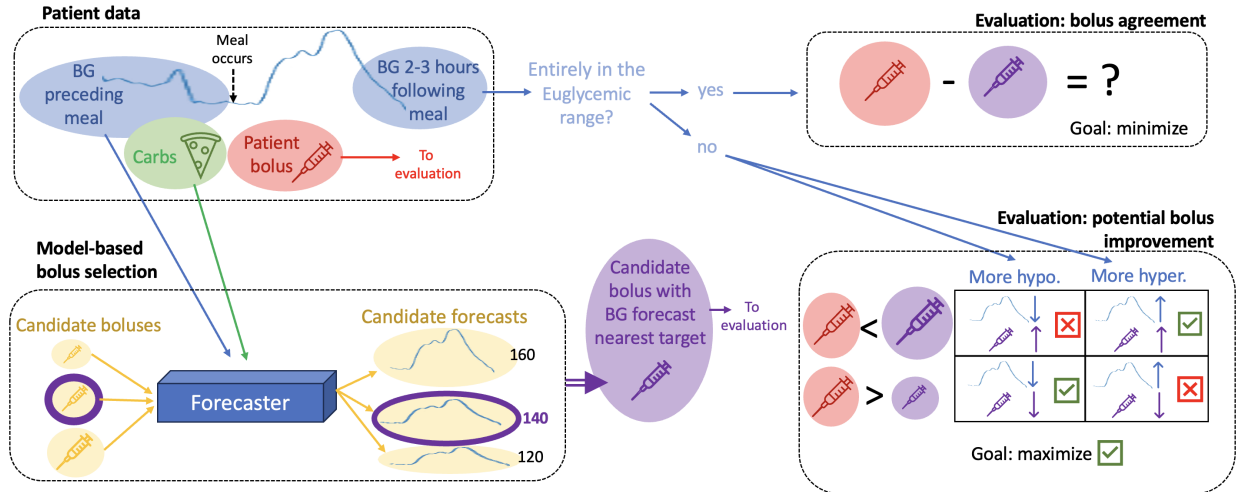 Patient data
Meal
occurs
BG
preceding
meal
BG 2-3 hours
following
meal
Carbs
Patient
bolus
To
evaluation
Entirely in the
Euglycemic
range?
yes
no
Evaluation: bolus agreement
- = ?
Goal: minimize
Model-based
bolus selection
Candidate boluses
Forecaster
Candidate forecasts
160
140
120
Candidate
bolus with
BG forecast
nearest target
To
evaluation
Evaluation: potential bolus
improvement
More hypo.
More hyper.
<
>
Goal: maximize